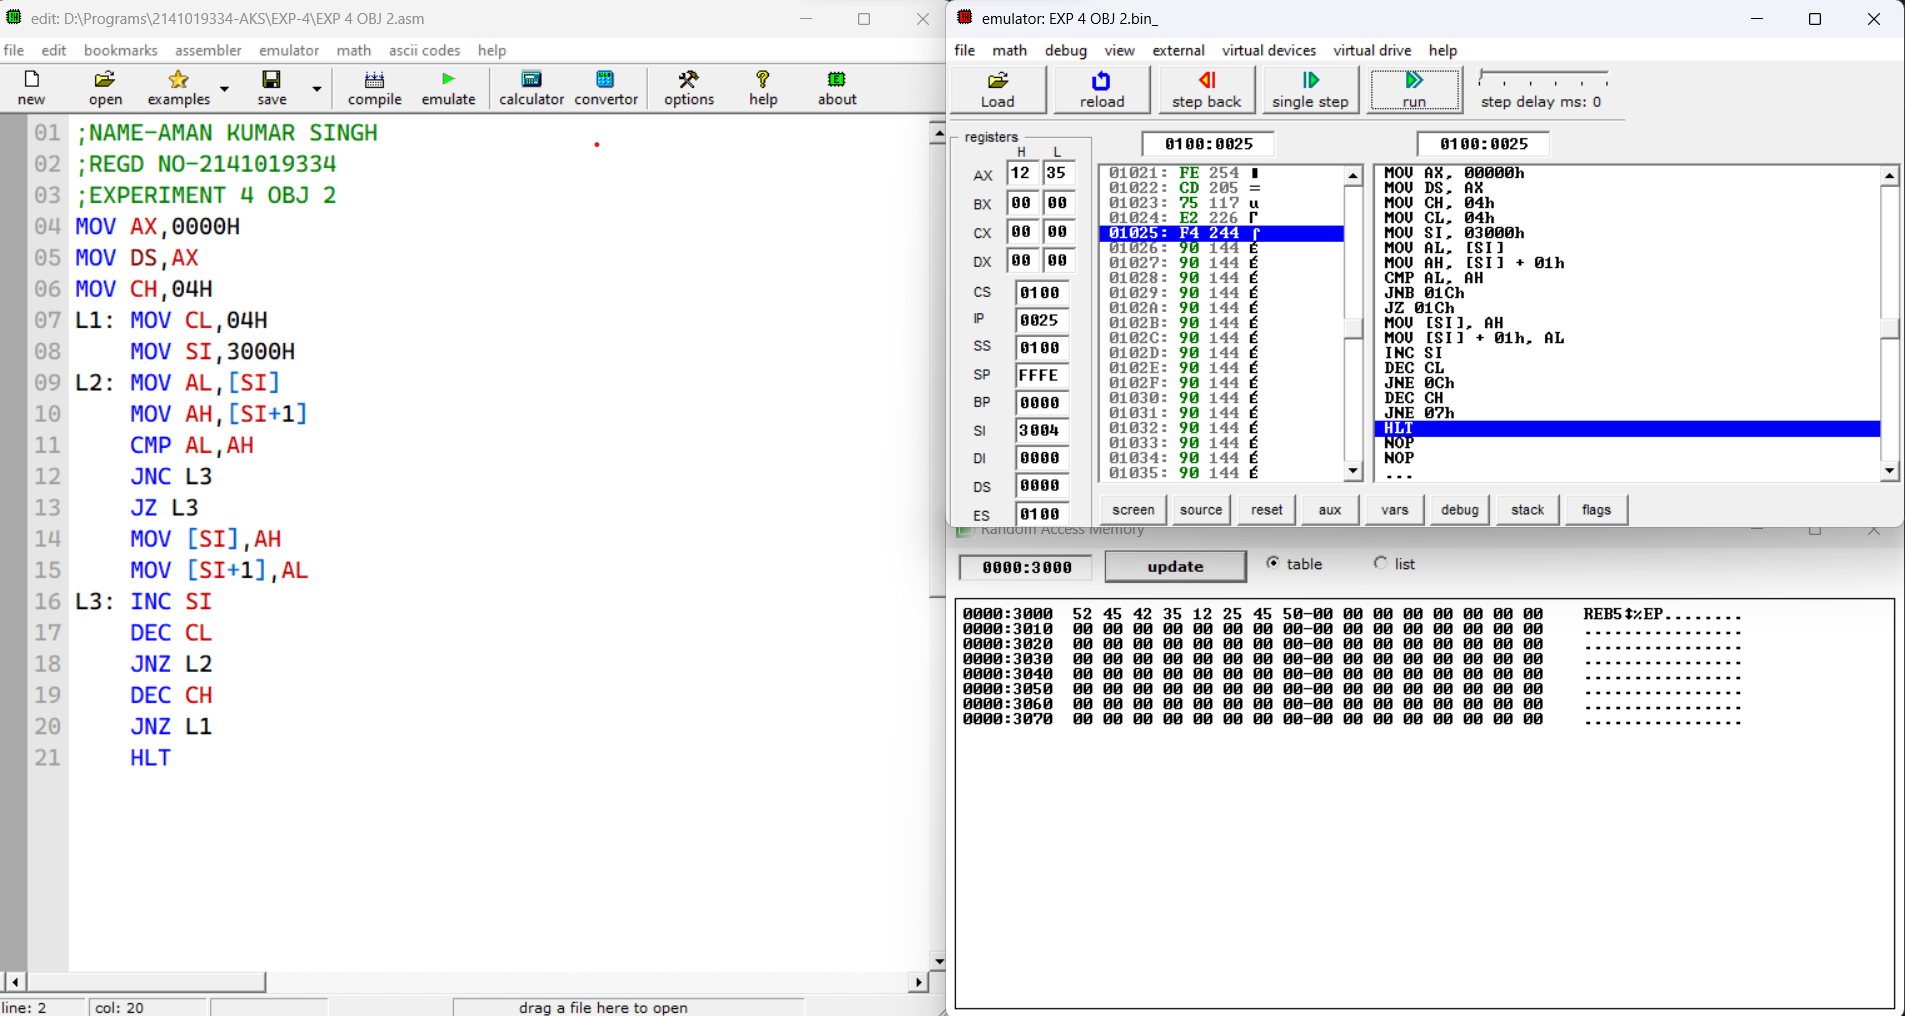 edit: D:\Programs\2141019334-AKS\EXP-4\EXP 4 OBJ 2.asm
file edit bookmarks assembler emulator math ascii codes help
new open examples save compile emulate calculator convertor options help about
01 ;NAME-AMAN KUMAR SINGH
02 ;REGD NO-2141019334
03 ;EXPERIMENT 4 OBJ 2
04 MOV AX,0000H
05 MOV DS,AX
06 MOV CH,04H
07 L1: MOV CL,04H
08 MOV SI,3000H
09 L2: MOV AL,[SI]
10 MOV AH,[SI+1]
11 CMP AL,AH
12 JNC L3
13 JZ L3
14 MOV [SI],AH
15 MOV [SI+1],AL
16 L3: INC SI
17 DEC CL
18 JNZ L2
19 DEC CH
20 JNZ L1
21 HLT
line: 2 col: 20 drag a file here to open
emulator: EXP 4 OBJ 2.bin_
file math debug view external virtual devices virtual drive help
Load reload step back single step run step delay ms: 0
registers
H L
AX 12 35
BX 00 00
CX 00 00
DX 00 00
CS 0100
IP 0025
SS 0100
SP FFFE
BP 0000
SI 3004
DI 0000
DS 0000
ES 0100
0100:0025 0100:0025
01021: FE 254 ■
01022: CD 205 =
01023: 75 117 u
01024: E2 226 Γ
01025: F4 244 ⌠
01026: 90 144 É
01027: 90 144 É
01028: 90 144 É
01029: 90 144 É
0102A: 90 144 É
0102B: 90 144 É
0102C: 90 144 É
0102D: 90 144 É
0102E: 90 144 É
0102F: 90 144 É
01030: 90 144 É
01031: 90 144 É
01032: 90 144 É
01033: 90 144 É
01034: 90 144 É
01035: 90 144 É
MOV AX, 00000h
MOV DS, AX
MOV CH, 04h
MOV CL, 04h
MOV SI, 03000h
MOV AL, [SI]
MOV AH, [SI] + 01h
CMP AL, AH
JNB 01Ch
JZ 01Ch
MOV [SI], AH
MOV [SI] + 01h, AL
INC SI
DEC CL
JNE 0Ch
DEC CH
JNE 07h
HLT
NOP
NOP
...
screen source reset aux vars debug stack flags
Random Access Memory
0000:3000 update table list
0000:3000 52 45 42 35 12 25 45 50-00 00 00 00 00 00 00 00 REB5↕%EP........
0000:3010 00 00 00 00 00 00 00 00-00 00 00 00 00 00 00 00 ................
0000:3020 00 00 00 00 00 00 00 00-00 00 00 00 00 00 00 00 ................
0000:3030 00 00 00 00 00 00 00 00-00 00 00 00 00 00 00 00 ................
0000:3040 00 00 00 00 00 00 00 00-00 00 00 00 00 00 00 00 ................
0000:3050 00 00 00 00 00 00 00 00-00 00 00 00 00 00 00 00 ................
0000:3060 00 00 00 00 00 00 00 00-00 00 00 00 00 00 00 00 ................
0000:3070 00 00 00 00 00 00 00 00-00 00 00 00 00 00 00 00 ................